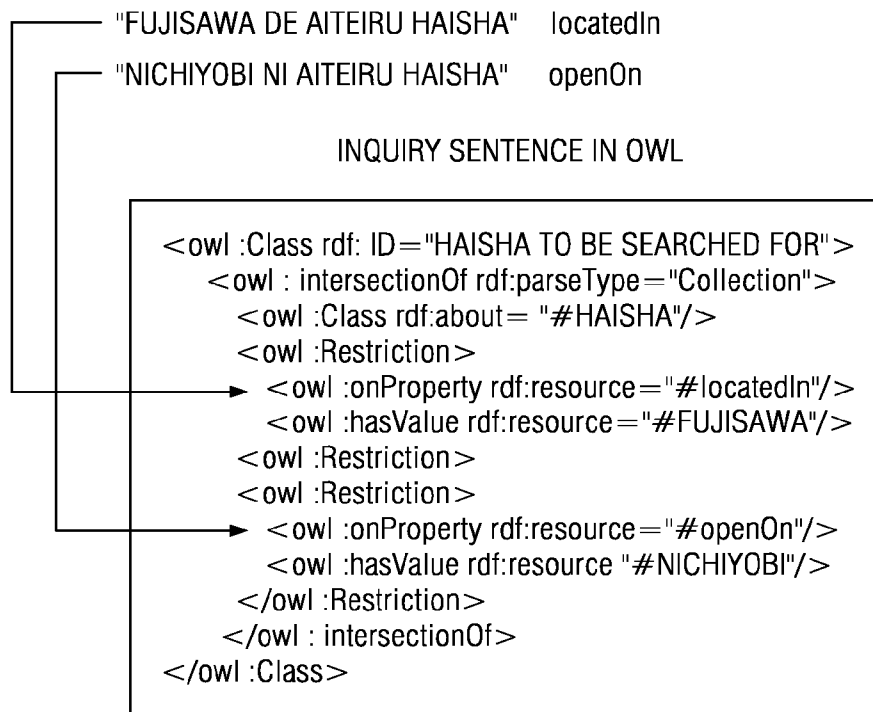 "FUJISAWA DE AITEIRU HAISHA" locatedIn
"NICHIYOBI NI AITEIRU HAISHA" openOn
INQUIRY SENTENCE IN OWL
<owl :Class rdf: ID="HAISHA TO BE SEARCHED FOR">
<owl : intersectionOf rdf:parseType="Collection">
<owl :Class rdf:about= "#HAISHA"/>
<owl :Restriction>
<owl :onProperty rdf:resource="#locatedIn"/>
<owl :hasValue rdf:resource="#FUJISAWA"/>
<owl :Restriction>
<owl :Restriction>
<owl :onProperty rdf:resource="#openOn"/>
<owl :hasValue rdf:resource "#NICHIYOBI"/>
</owl :Restriction>
</owl : intersectionOf>
</owl :Class>